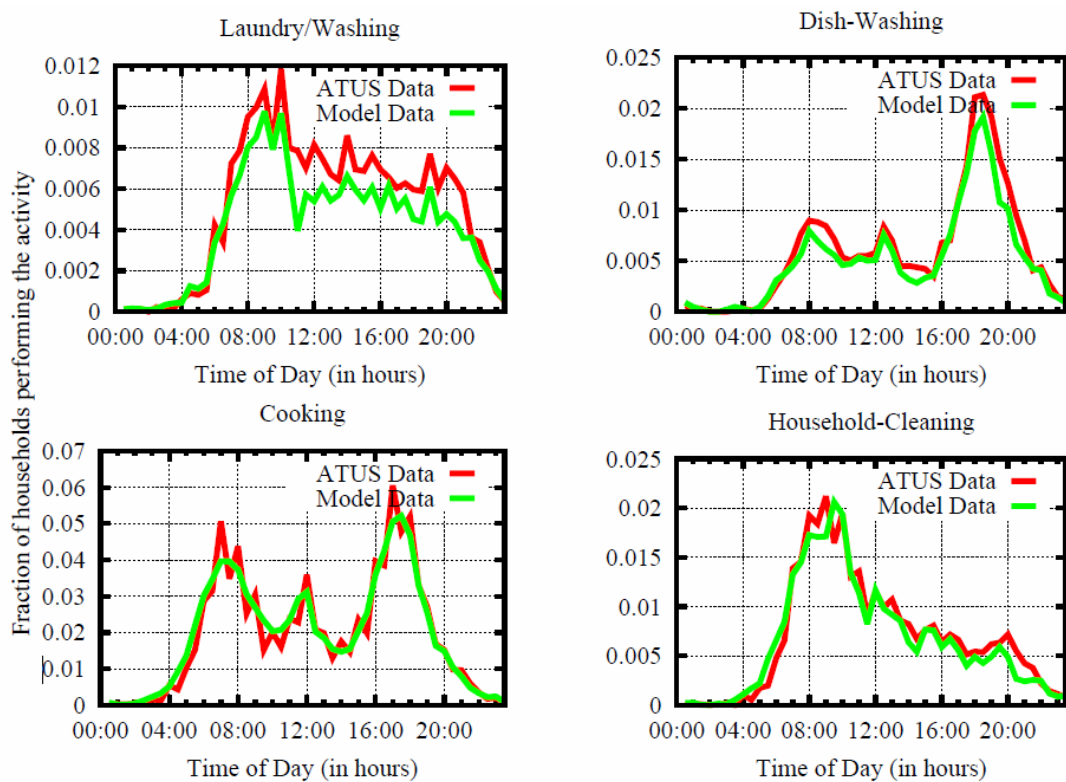 Laundry/Washing
0.012
0.01
0.008
0.006
0.004
0.002
0
ATUS Data
Model Data
00:00 04:00 08:00 12:00 16:00 20:00
Time of Day (in hours)
Dish-Washing
0.025
0.02
0.015
0.01
0.005
0
ATUS Data
Model Data
00:00 04:00 08:00 12:00 16:00 20:00
Time of Day (in hours)
Fraction of households performing the activity
Cooking
0.07
0.06
0.05
0.04
0.03
0.02
0.01
0
ATUS Data
Model Data
00:00 04:00 08:00 12:00 16:00 20:00
Time of Day (in hours)
Household-Cleaning
0.025
0.02
0.015
0.01
0.005
0
ATUS Data
Model Data
00:00 04:00 08:00 12:00 16:00 20:00
Time of Day (in hours)